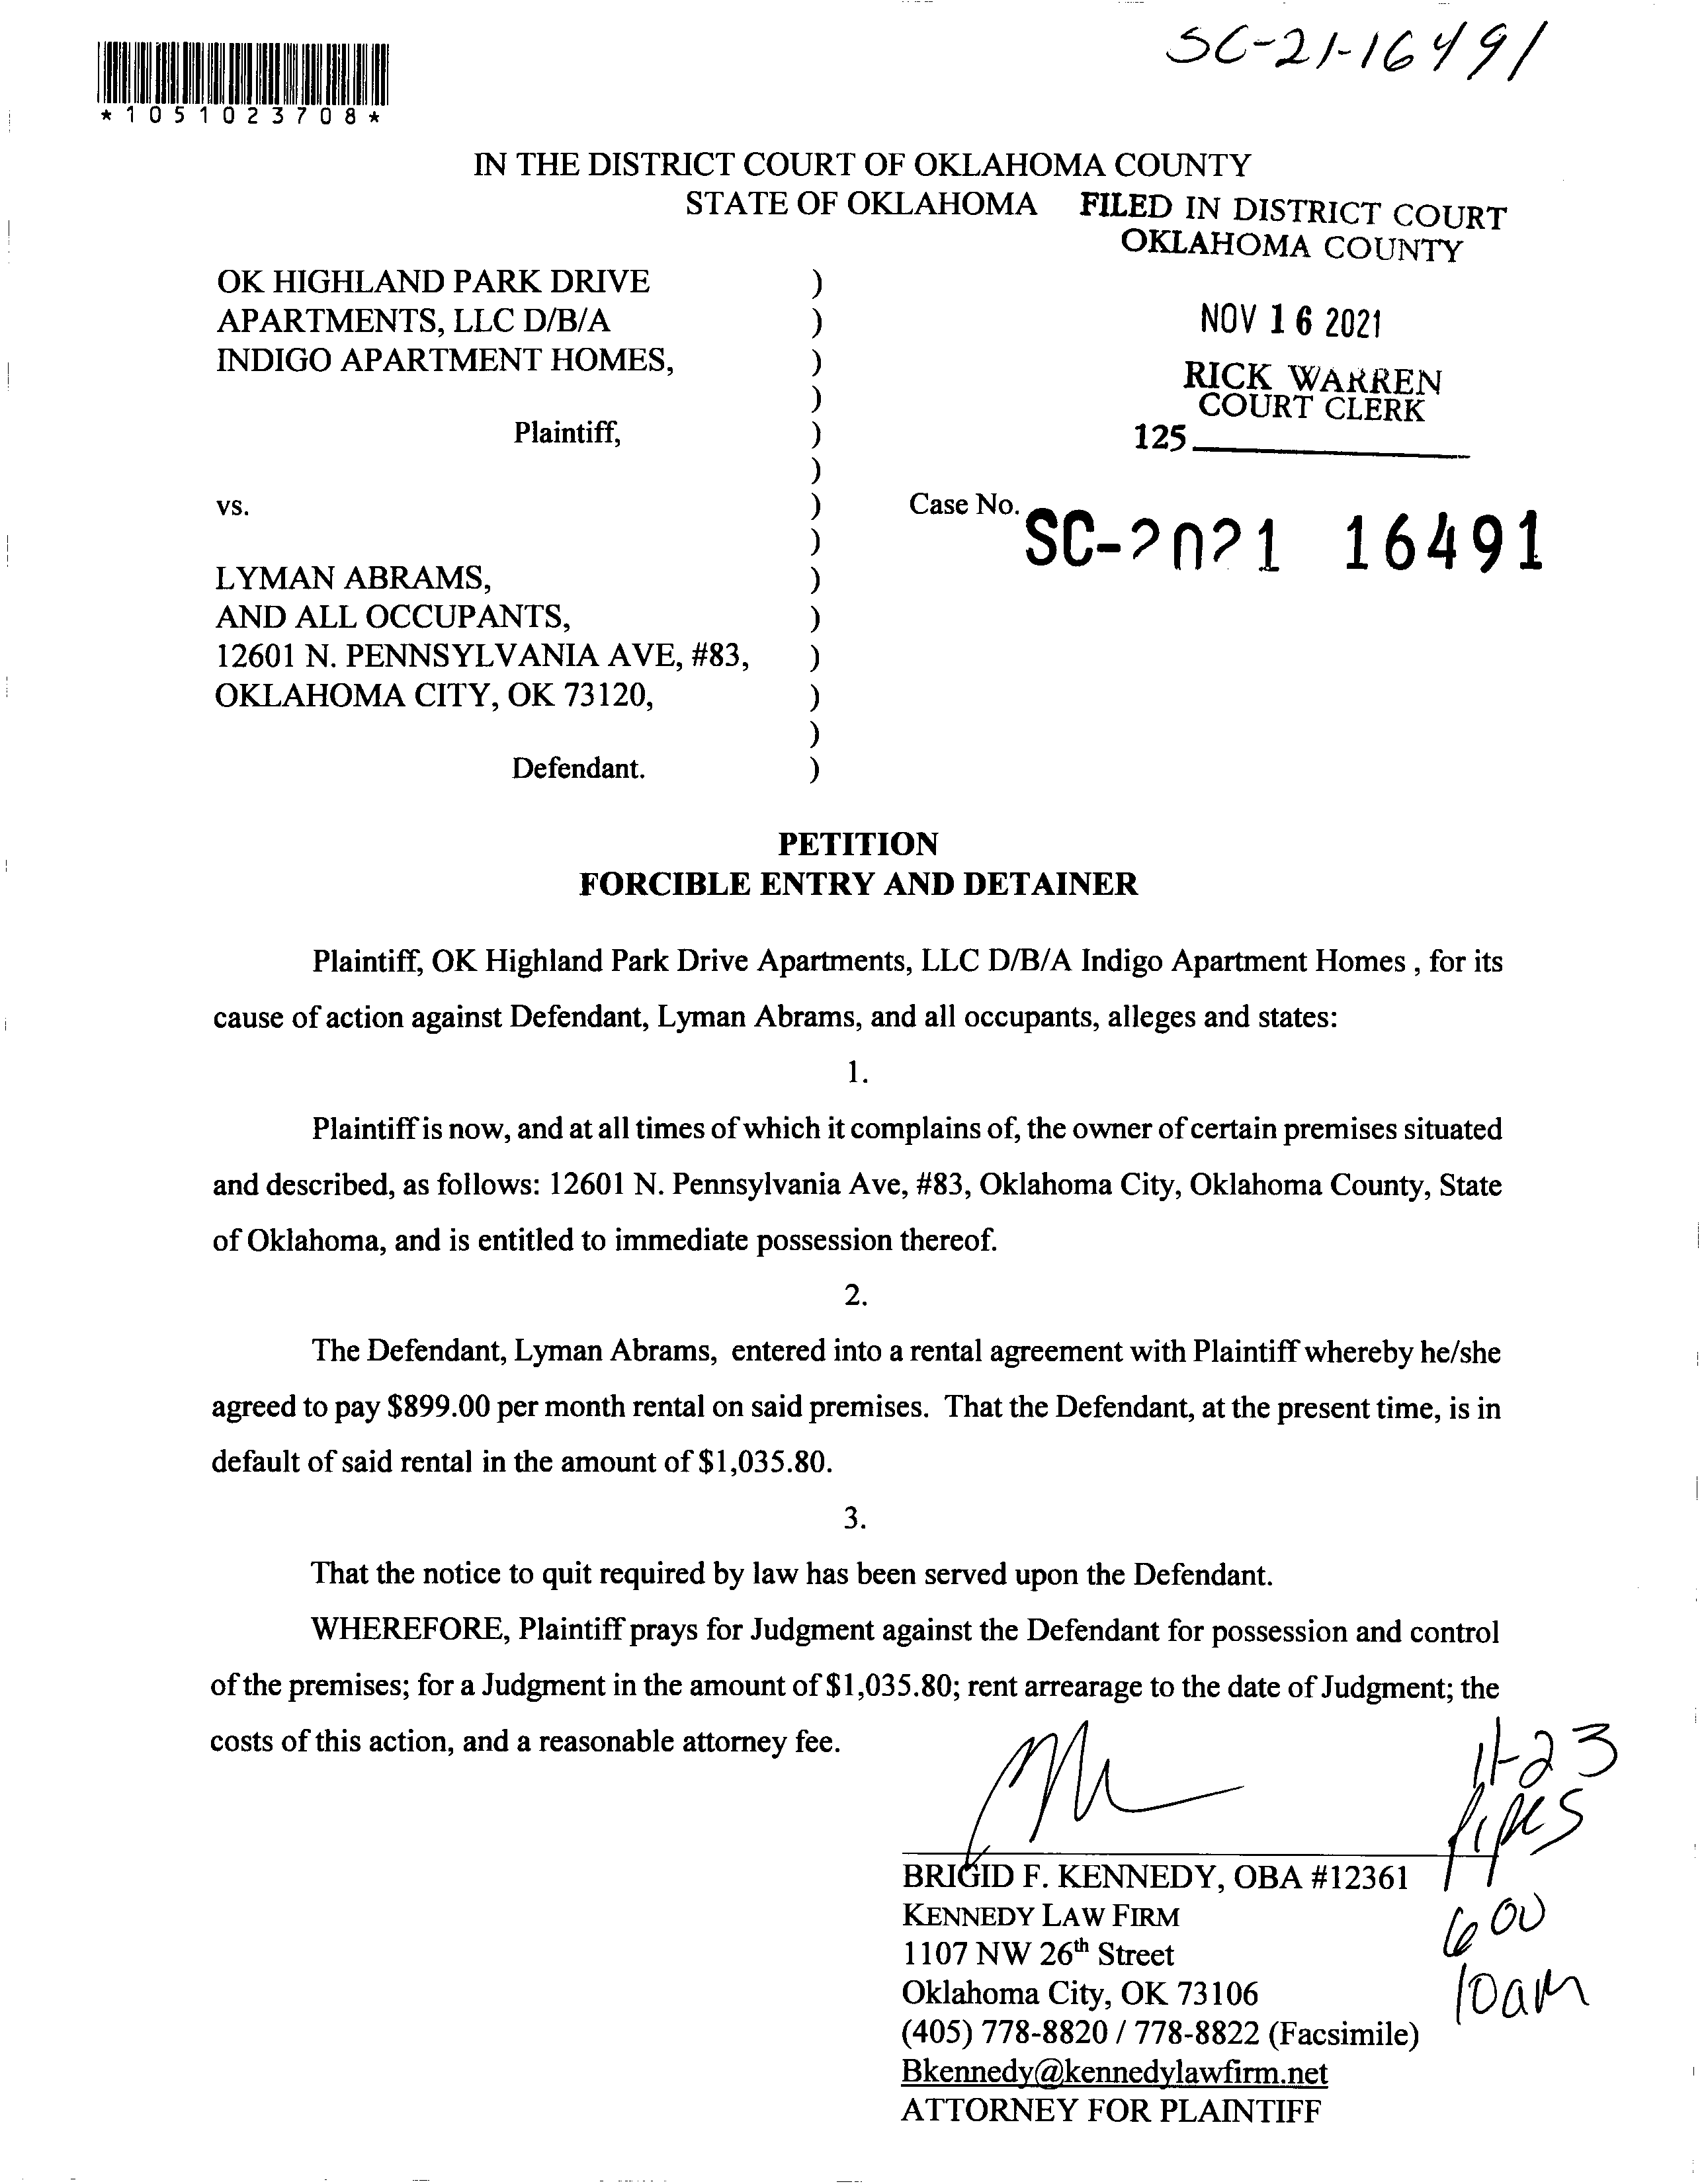 SC-21-16491
*1051023708*
IN THE DISTRICT COURT OF OKLAHOMA COUNTY
STATE OF OKLAHOMA
FILED IN DISTRICT COURT
OKLAHOMA COUNTY
NOV 16 2021
RICK WARREN
COURT CLERK
125
OK HIGHLAND PARK DRIVE )
APARTMENTS, LLC D/B/A )
INDIGO APARTMENT HOMES, )
)
Plaintiff, )
)
vs. ) Case No. SC-2021 16491
)
LYMAN ABRAMS, )
AND ALL OCCUPANTS, )
12601 N. PENNSYLVANIA AVE, #83, )
OKLAHOMA CITY, OK 73120, )
)
Defendant. )
PETITION
FORCIBLE ENTRY AND DETAINER
Plaintiff, OK Highland Park Drive Apartments, LLC D/B/A Indigo Apartment Homes , for its
cause of action against Defendant, Lyman Abrams, and all occupants, alleges and states:
1.
Plaintiff is now, and at all times of which it complains of, the owner of certain premises situated
and described, as follows: 12601 N. Pennsylvania Ave, #83, Oklahoma City, Oklahoma County, State
of Oklahoma, and is entitled to immediate possession thereof.
2.
The Defendant, Lyman Abrams, entered into a rental agreement with Plaintiff whereby he/she
agreed to pay $899.00 per month rental on said premises. That the Defendant, at the present time, is in
default of said rental in the amount of $1,035.80.
3.
That the notice to quit required by law has been served upon the Defendant.
WHEREFORE, Plaintiff prays for Judgment against the Defendant for possession and control
of the premises; for a Judgment in the amount of $1,035.80; rent arrearage to the date of Judgment; the
costs of this action, and a reasonable attorney fee.
BRIGID F. KENNEDY, OBA #12361
KENNEDY LAW FIRM
1107 NW 26th Street
Oklahoma City, OK 73106
(405) 778-8820 / 778-8822 (Facsimile)
Bkennedy@kennedylawfirm.net
ATTORNEY FOR PLAINTIFF
11-23
600
10am